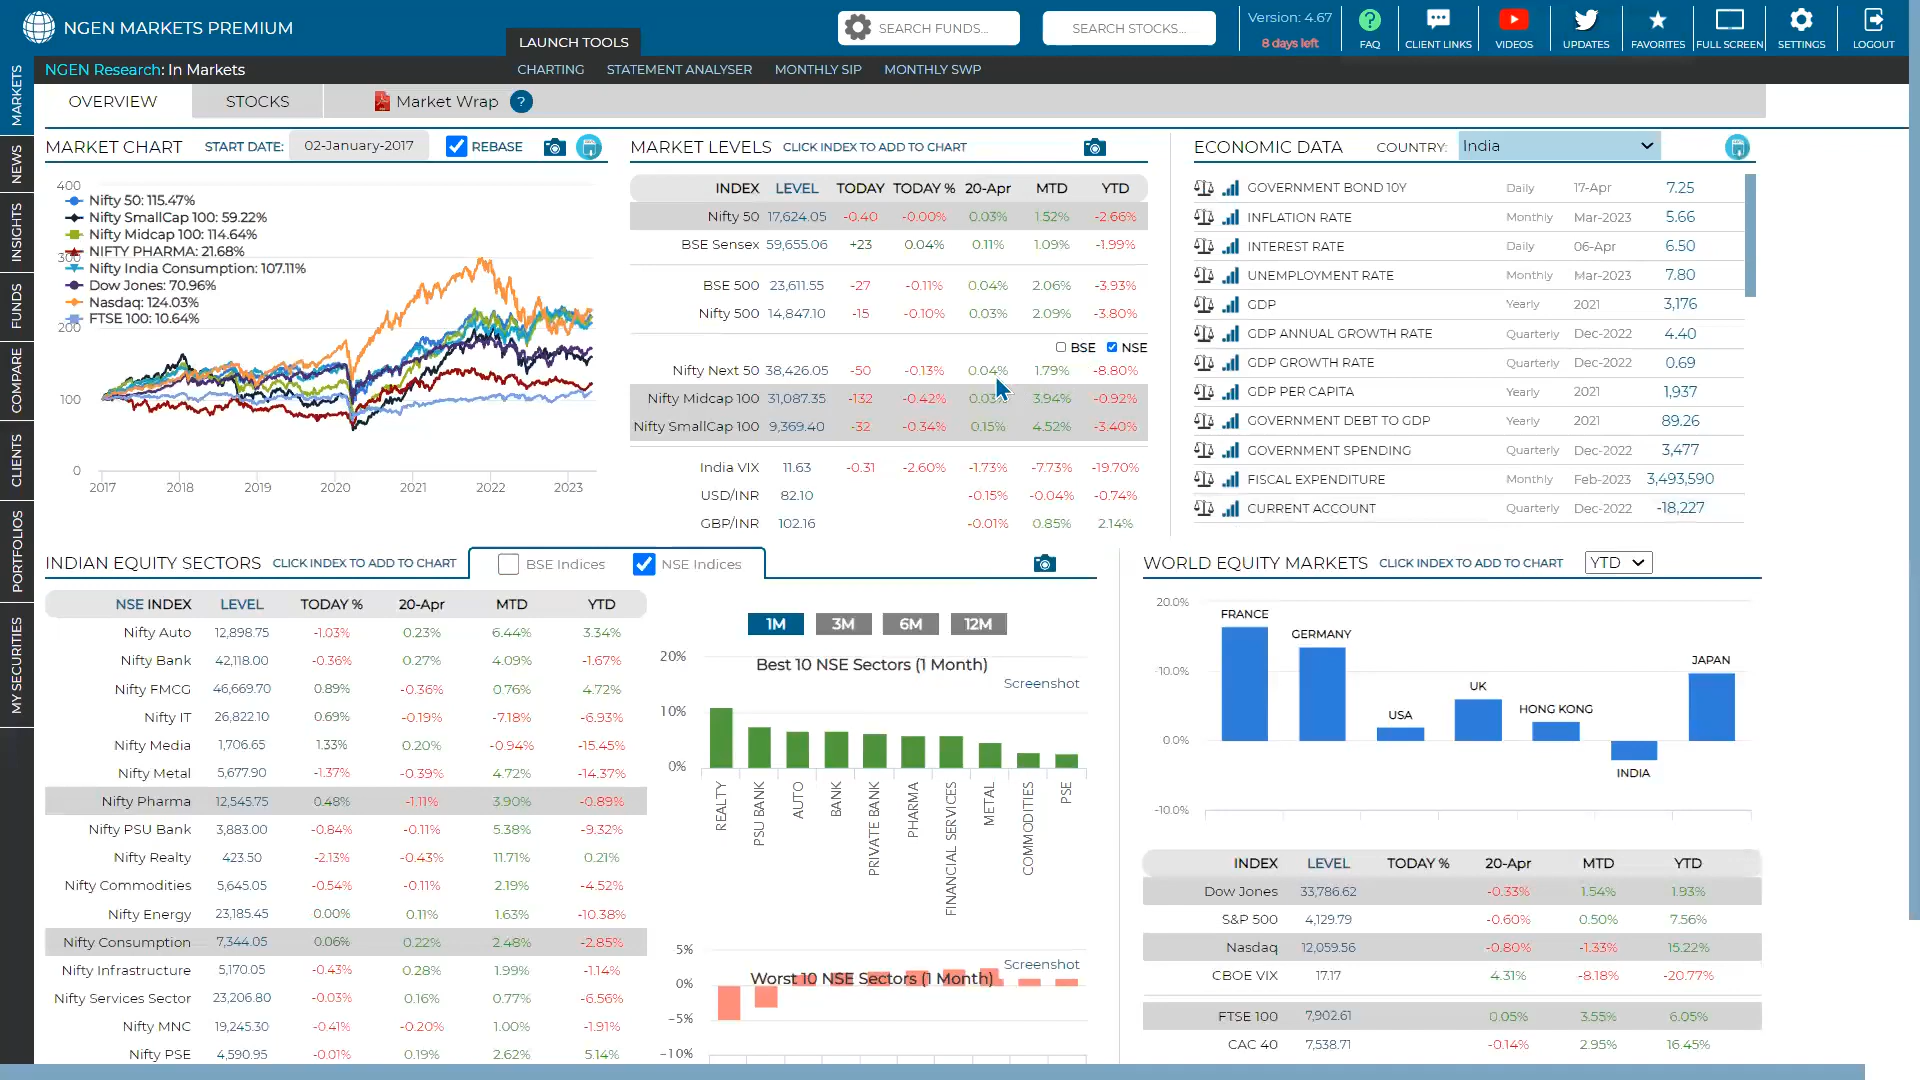 NGEN MARKETS PREMIUM
LAUNCH TOOLS
SEARCH FUNDS...
SEARCH STOCKS...
Version: 4.67
8 days left
FAQ
CLIENT LINKS
VIDEOS
UPDATES
FAVORITES
FULL SCREEN
SETTINGS
LOGOUT
NGEN Research: In Markets
CHARTING STATEMENT ANALYSER MONTHLY SIP MONTHLY SWP
MARKETS
NEWS
INSIGHTS
FUNDS
COMPARE
CLIENTS
PORTFOLIOS
MY SECURITIES
OVERVIEW STOCKS Market Wrap ?
MARKET CHART START DATE: 02-January-2017 REBASE
400
300
200
100
0
Nifty 50: 115.47%
Nifty SmallCap 100: 59.22%
Nifty Midcap 100: 114.64%
NIFTY PHARMA: 21.68%
Nifty India Consumption: 107.11%
Dow Jones: 70.96%
Nasdaq: 124.03%
FTSE 100: 10.64%
2017 2018 2019 2020 2021 2022 2023
MARKET LEVELS CLICK INDEX TO ADD TO CHART
INDEX LEVEL TODAY TODAY % 20-Apr MTD YTD
Nifty 50 17,624.05 -0.40 -0.00% 0.03% 1.52% -2.66%
BSE Sensex 59,655.06 +23 0.04% 0.11% 1.09% -1.99%
BSE 500 23,611.55 -27 -0.11% 0.04% 2.06% -3.93%
Nifty 500 14,847.10 -15 -0.10% 0.03% 2.09% -3.80%
BSE NSE
Nifty Next 50 38,426.05 -50 -0.13% 0.04% 1.79% -8.80%
Nifty Midcap 100 31,087.35 -132 -0.42% 0.03% 3.94% -0.92%
Nifty SmallCap 100 9,369.40 -32 -0.34% 0.15% 4.52% -3.40%
India VIX 11.63 -0.31 -2.60% -1.73% -7.73% -19.70%
USD/INR 82.10 -0.15% -0.04% -0.74%
GBP/INR 102.16 -0.01% 0.85% 2.14%
ECONOMIC DATA COUNTRY: India
GOVERNMENT BOND 10Y Daily 17-Apr 7.25
INFLATION RATE Monthly Mar-2023 5.66
INTEREST RATE Daily 06-Apr 6.50
UNEMPLOYMENT RATE Monthly Mar-2023 7.80
GDP Yearly 2021 3,176
GDP ANNUAL GROWTH RATE Quarterly Dec-2022 4.40
GDP GROWTH RATE Quarterly Dec-2022 0.69
GDP PER CAPITA Yearly 2021 1,937
GOVERNMENT DEBT TO GDP Yearly 2021 89.26
GOVERNMENT SPENDING Quarterly Dec-2022 3,477
FISCAL EXPENDITURE Monthly Feb-2023 3,493,590
CURRENT ACCOUNT Quarterly Dec-2022 -18,227
INDIAN EQUITY SECTORS CLICK INDEX TO ADD TO CHART BSE Indices NSE Indices
NSE INDEX LEVEL TODAY % 20-Apr MTD YTD
Nifty Auto 12,898.75 -1.03% 0.23% 6.44% 3.34%
Nifty Bank 42,118.00 -0.36% 0.27% 4.09% -1.67%
Nifty FMCG 46,669.70 0.89% -0.36% 0.76% 4.72%
Nifty IT 26,822.10 0.69% -0.19% -7.18% -6.93%
Nifty Media 1,706.65 1.33% 0.20% -0.94% -15.45%
Nifty Metal 5,677.90 -1.37% -0.39% 4.72% -14.37%
Nifty Pharma 12,545.75 0.48% -1.11% 3.90% -0.89%
Nifty PSU Bank 3,883.00 -0.84% -0.11% 5.38% -9.32%
Nifty Realty 423.50 -2.13% -0.43% 11.71% 0.21%
Nifty Commodities 5,645.05 -0.54% -0.11% 2.19% -4.52%
Nifty Energy 23,185.45 0.00% 0.11% 1.63% -10.38%
Nifty Consumption 7,344.05 0.06% 0.22% 2.48% -2.85%
Nifty Infrastructure 5,170.05 -0.43% 0.28% 1.99% -1.14%
Nifty Services Sector 23,206.80 -0.03% 0.16% 0.77% -6.56%
Nifty MNC 19,245.30 -0.41% -0.20% 1.00% -1.91%
Nifty PSE 4,590.95 -0.01% 0.19% 2.62% 5.14%
1M 3M 6M 12M
Best 10 NSE Sectors (1 Month)
Screenshot
20%
10%
0%
REALTY
PSU BANK
AUTO
BANK
PRIVATE BANK
PHARMA
FINANCIAL SERVICES
METAL
COMMODITIES
PSE
Screenshot
Worst 10 NSE Sectors (1 Month)
5%
0%
-5%
-10%
WORLD EQUITY MARKETS CLICK INDEX TO ADD TO CHART YTD
20.0%
-10.0%
0.0%
-10.0%
FRANCE
GERMANY
USA
UK
HONG KONG
INDIA
JAPAN
INDEX LEVEL TODAY % 20-Apr MTD YTD
Dow Jones 33,786.62 -0.33% 1.54% 1.93%
S&P 500 4,129.79 -0.60% 0.50% 7.56%
Nasdaq 12,059.56 -0.80% -1.33% 15.22%
CBOE VIX 17.17 4.31% -8.18% -20.77%
FTSE 100 7,902.61 0.05% 3.55% 6.05%
CAC 40 7,538.71 -0.14% 2.95% 16.45%